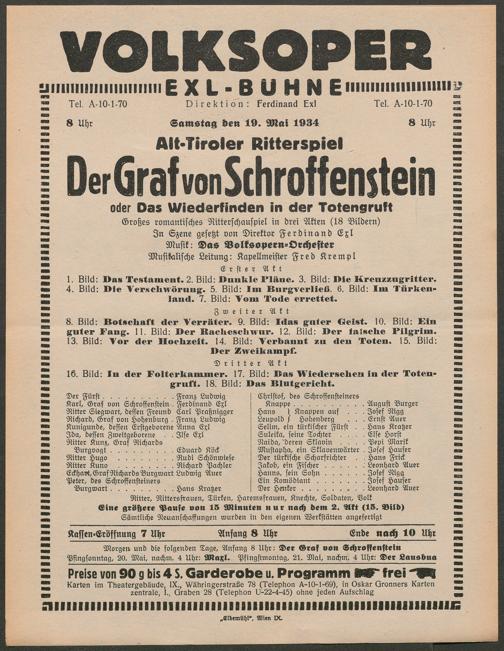 VOLKSOPER
EXL-BÜHNE
Tel. A-10-1-70 Direktion: Ferdinand Exl Tel. A-10-1-70
8 Uhr Samstag den 19. Mai 1934 8 Uhr
Alt-Tiroler Ritterspiel
Der Graf von Schroffenstein
oder Das Wiederfinden in der Totengruft
Großes romantisches Ritterschauspiel in drei Akten (18 Bildern)
In Szene gesetzt von Direktor Ferdinand Exl
Musik: Das Volksopern-Orchester
Musikalische Leitung: Kapellmeister Fred Krempl
Erster Akt
1. Bild: Das Testament. 2. Bild: Dunkle Pläne. 3. Bild: Die Kreuzzugritter.
4. Bild: Die Verschwörung. 5. Bild: Im Burgverließ. 6. Bild: Im Türken-
land. 7. Bild: Vom Tode errettet.
Zweiter Akt
8. Bild: Botschaft der Verräter. 9. Bild: Idas guter Geist. 10. Bild: Ein
guter Fang. 11. Bild: Der Racheschwur. 12. Bild: Der falsche Pilgrim.
13. Bild: Vor der Hochzeit. 14. Bild: Verbannt zu den Toten. 15. Bild:
Der Zweikampf.
Dritter Akt
16. Bild: In der Folterkammer. 17. Bild: Das Wiedersehen in der Toten-
gruft. 18. Bild: Das Blutgericht.
Der Fürst Franz Ludwig
Karl, Graf von Schroffenstein Ferdinand Exl
Ritter Siegwart, dessen Freund Carl Praschnigger
Richard, Graf von Hohenburg Franz Ludwig
Kunigunde, dessen Erstgeborene Anna Exl
Ida, dessen Zweitgeborene Ilse Exl
Ritter Kuny, Graf Richards
Burgvogt Eduard Köck
Ritter Hugo Rudi Schönwiese
Ritter Kuno Richard Pächler
Eckart, Graf Richards Burgwart Ludwig Auer
Peter, des Schroffensteiners
Burgwart Hans Kratzer
Christof, des Schroffensteiners
Knappe August Burger
Hans } Knappen auf Josef Nigg
Leopold } Hohenberg Ernst Auer
Selim, ein türkischer Fürst Hans Kratzer
Suleika, seine Tochter Else Horst
Naida, deren Sklavin Pepi Marik
Mustapha, ein Sklavenwärter Josef Hauser
Der türkische Scharfrichter Hans Frick
Jakob, ein Fischer Leonhard Auer
Hanns, sein Sohn Josef Nigg
Ein Komödiant Josef Hauser
Der Henker Leonhard Auer
Ritter, Rittersfrauen, Türken, Haremsfrauen, Knechte, Soldaten, Volk
Eine größere Pause von 15 Minuten nur nach dem 2. Akt (15. Bild)
Sämtliche Neuanschaffungen wurden in den eigenen Werkstätten angefertigt
Kassen-Eröffnung 7 Uhr Anfang 8 Uhr Ende nach 10 Uhr
Morgen und die folgenden Tage, Anfang 8 Uhr: Der Graf von Schroffenstein
Pfingstsonntag, 20. Mai, nachm. 4 Uhr: Maxl. Pfingstmontag, 21. Mai, nachm. 4 Uhr: Der Lausbua
Preise von 90 g bis 4 S. Garderobe u. Programm frei
Karten im Theatergebäude, IX., Währingerstraße 78 (Telephon A-10-1-69), in Oskar Gronners Karten
zentrale, I., Graben 28 (Telephon U-22-4-45) ohne jeden Aufschlag
„Elbemühl“, Wien IX.